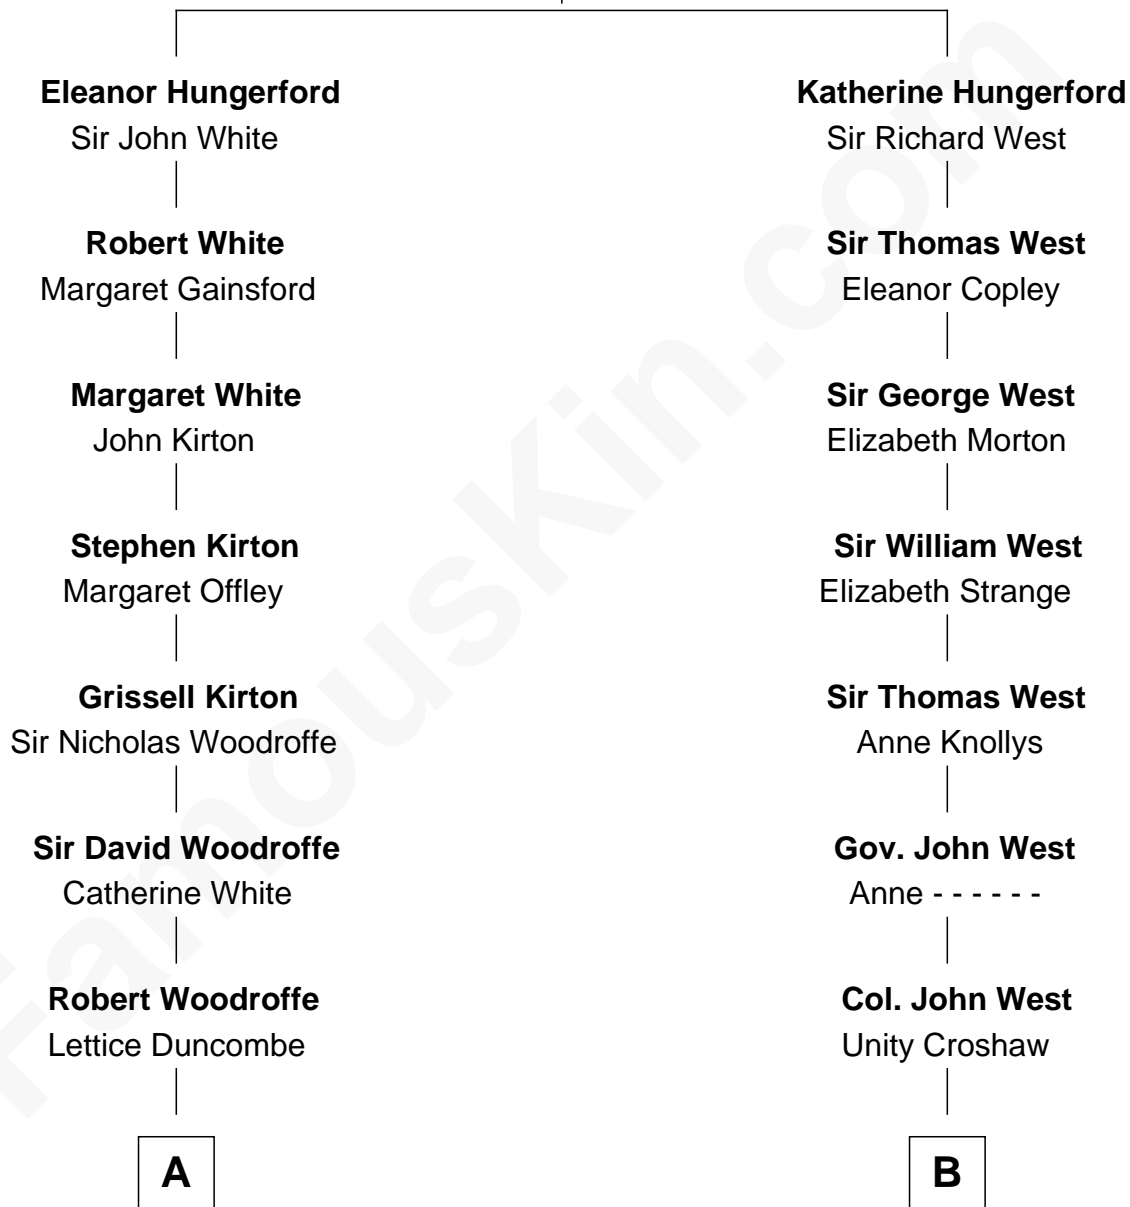 Eleanor Hungerford
Sir John White
Katherine Hungerford
Sir Richard West
Robert White
Margaret Gainsford
Sir Thomas West
Eleanor Copley
Margaret White
John Kirton
Sir George West
Elizabeth Morton
Stephen Kirton
Margaret Offley
Sir William West
Elizabeth Strange
Grissell Kirton
Sir Nicholas Woodroffe
Sir Thomas West
Anne Knollys
Sir David Woodroffe
Catherine White
Gov. John West
Anne - - - - - -
Robert Woodroffe
Lettice Duncombe
Col. John West
Unity Croshaw
A
B
FamousKin.com